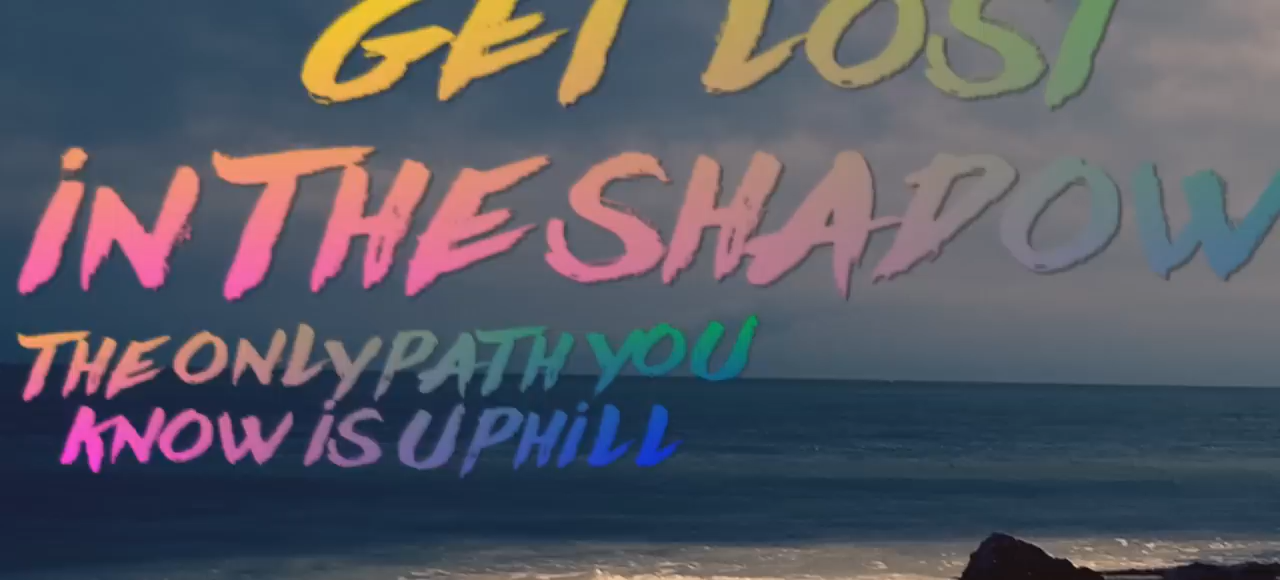 GET LOST
iN THE SHADOW
THE ONLY PATH YOU
KNOW iS UPHiLL